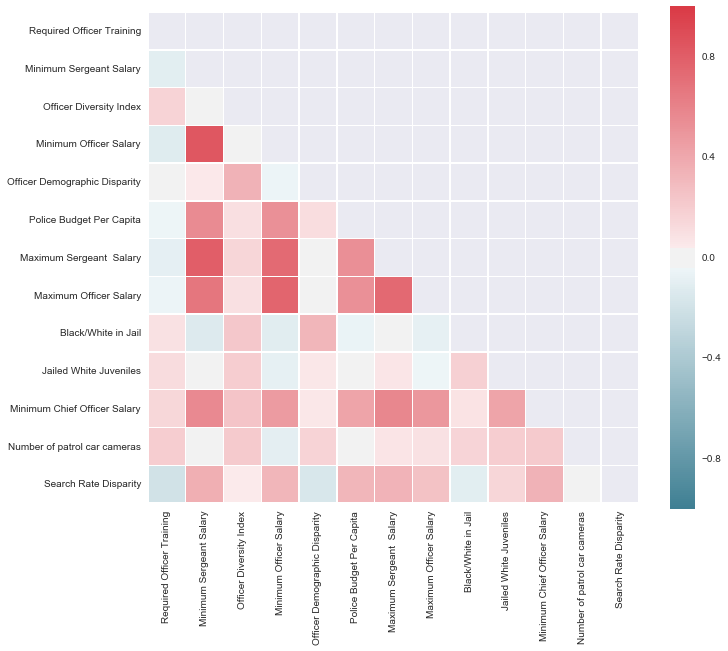 Required Officer Training
Minimum Sergeant Salary
Officer Diversity Index
Minimum Officer Salary
Officer Demographic Disparity
Police Budget Per Capita
Maximum Sergeant  Salary
Maximum Officer Salary
Black/White in Jail
Jailed White Juveniles
Minimum Chief Officer Salary
Number of patrol car cameras
Search Rate Disparity
Required Officer Training
Minimum Sergeant Salary
Officer Diversity Index
Minimum Officer Salary
Officer Demographic Disparity
Police Budget Per Capita
Maximum Sergeant  Salary
Maximum Officer Salary
Black/White in Jail
Jailed White Juveniles
Minimum Chief Officer Salary
Number of patrol car cameras
Search Rate Disparity
0.8
0.4
0.0
−0.4
−0.8